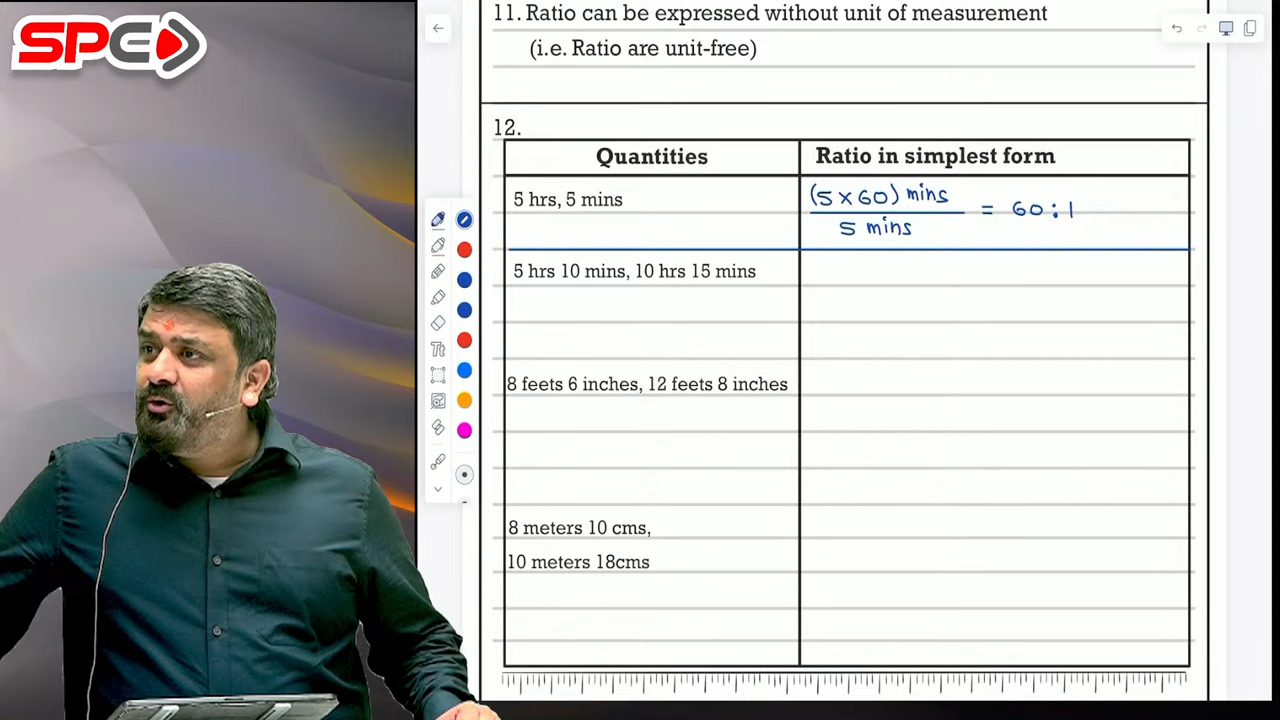 SPC
11. Ratio can be expressed without unit of measurement
(i.e. Ratio are unit-free)
12.
Quantities
Ratio in simplest form
5 hrs, 5 mins
(5 × 60) mins
5 mins
= 60 : 1
5 hrs 10 mins, 10 hrs 15 mins
8 feets 6 inches, 12 feets 8 inches
8 meters 10 cms,
10 meters 18cms
Tt